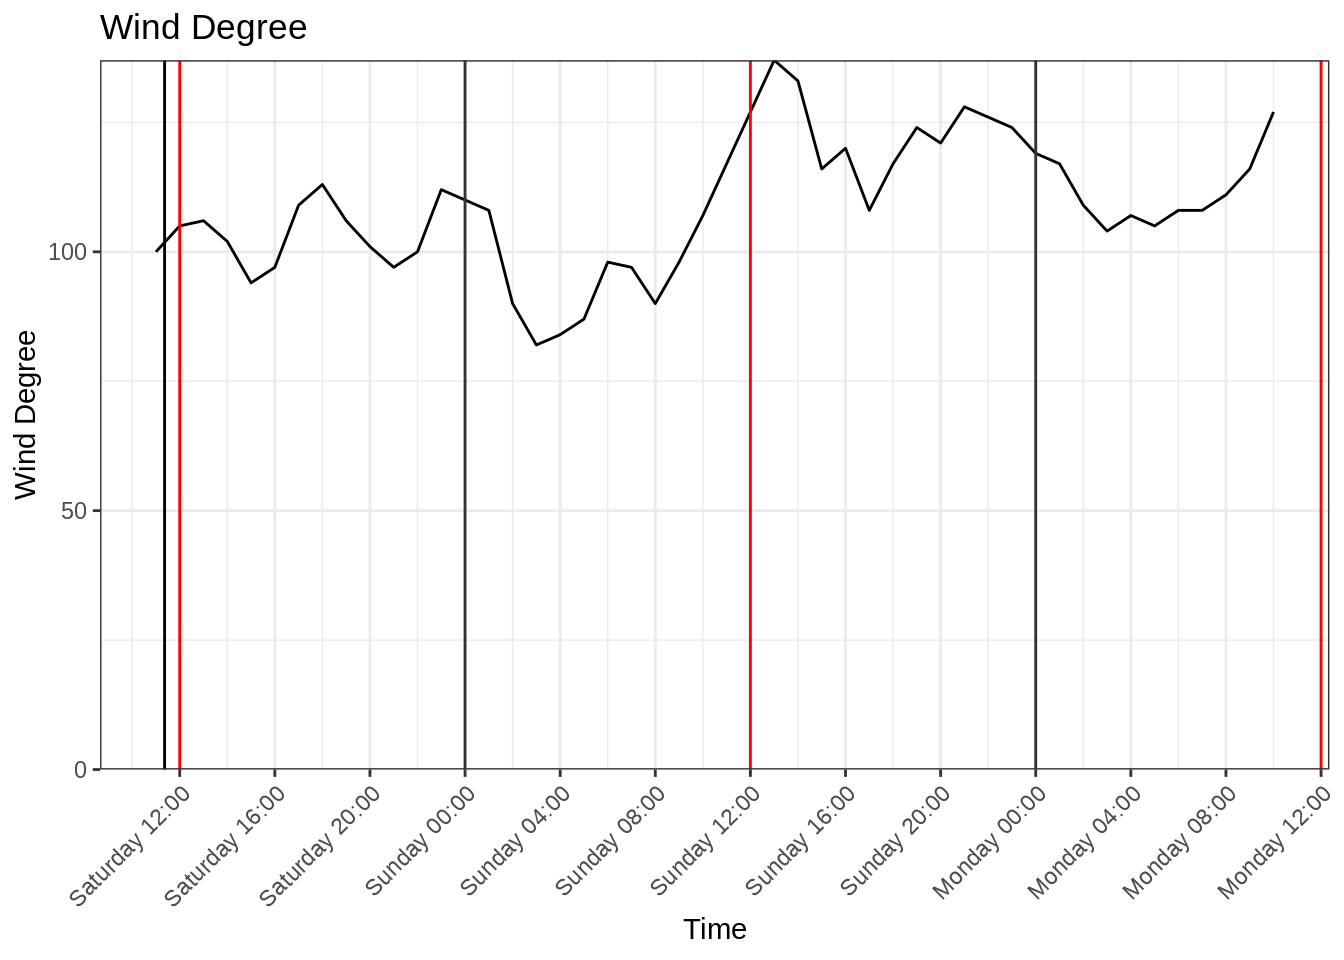 Wind Degree
Wind Degree
100
50
0
Saturday 12:00
Saturday 16:00
Saturday 20:00
Sunday 00:00
Sunday 04:00
Sunday 08:00
Sunday 12:00
Sunday 16:00
Sunday 20:00
Monday 00:00
Monday 04:00
Monday 08:00
Monday 12:00
Time